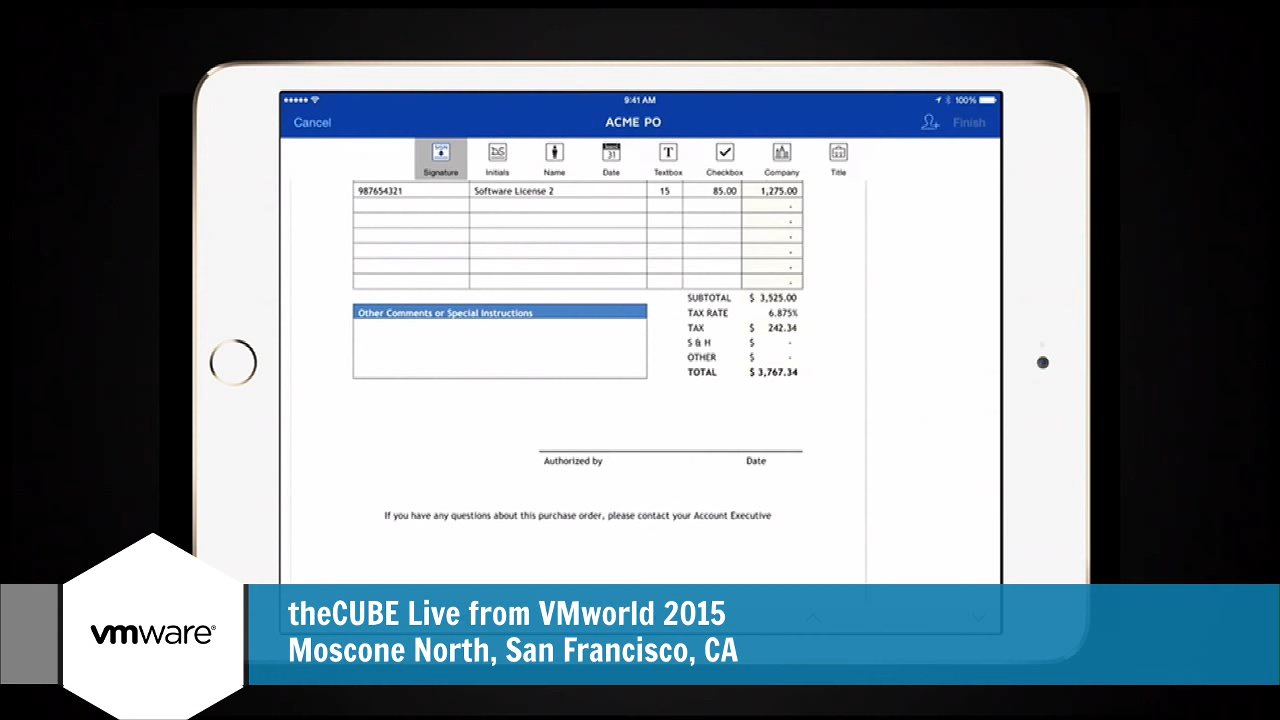 9:41 AM 100%
Cancel ACME PO Finish
SIGN
31 T
Signature Initials Name Date Textbox Checkbox Company Title
987654321 Software License 2 15 85.00 1,275.00
-
-
-
-
-
-
SUBTOTAL $ 3,525.00
Other Comments or Special Instructions TAX RATE 6.875%
TAX $ 242.34
S & H $ -
OTHER $ -
TOTAL $ 3,767.34
Authorized by Date
If you have any questions about this purchase order, please contact your Account Executive
theCUBE Live from VMworld 2015
vmware®
Moscone North, San Francisco, CA